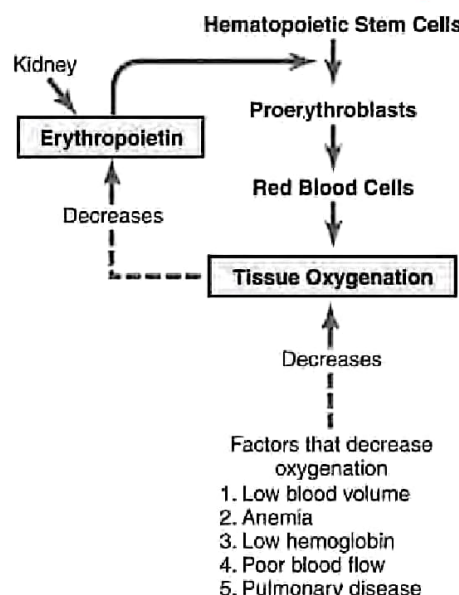 Hematopoietic Stem Cells
Kidney
Proerythroblasts
Erythropoietin
Red Blood Cells
Decreases
Tissue Oxygenation
Decreases
Factors that decrease
oxygenation
1. Low blood volume
2. Anemia
3. Low hemoglobin
4. Poor blood flow
5. Pulmonary disease